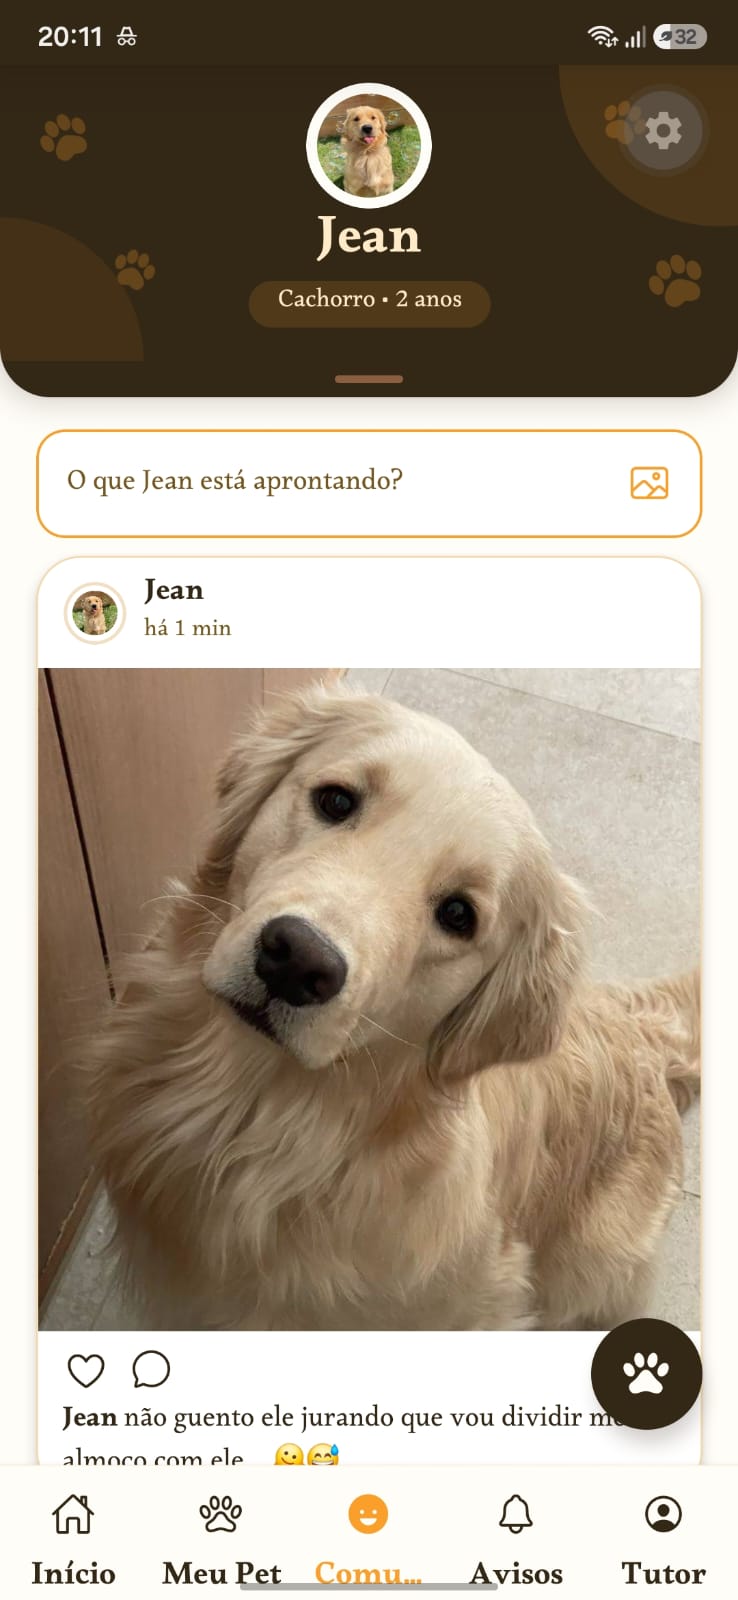 20:11
32
Jean
Cachorro • 2 anos
O que Jean está aprontando?
Jean
há 1 min
Jean não guento ele jurando que vou dividir
almoço com ele 🫠😅
Início
Meu Pet
Comu...
Avisos
Tutor